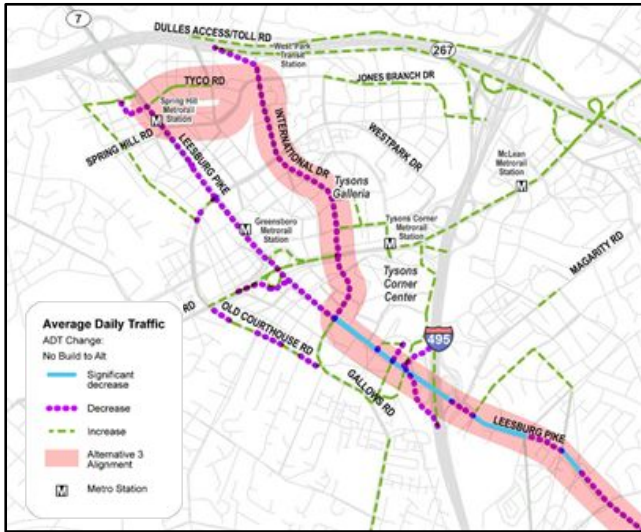 7
DULLES ACCESS/TOLL RD
West Park
Transit
Station
267
TYCO RD
JONES BRANCH DR
Spring Hill
Metrorail
Station
M
INTERNATIONAL DR
SPRING HILL RD
LEESBURG PIKE
WESTPARK DR
McLean
Metrorail
Station
M
Tysons
Galleria
Greensboro
Metrorail
Station
M
Tysons Corner
Metrorail
Station
M
Tysons
Corner
Center
MAGARITY RD
RD
OLD COURTHOUSE RD
495
GALLOWS RD
LEESBURG PIKE
Average Daily Traffic
ADT Change:
No Build to Alt
Significant
decrease
Decrease
Increase
Alternative 3
Alignment
M Metro Station